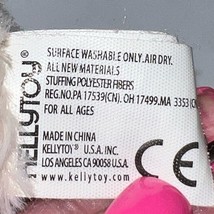 SURFACE WASHABLE ONLY. AIR DRY.
ALL NEW MATERIALS
STUFFING POLYESTER FIBERS
REG.NO.PA 17539(CN). OH 17499.MA 3353 (C
FOR ALL AGES
MADE IN CHINA
KELLYTOY® U.S.A. INC.
LOS ANGELES CA 90058 U.S.A.
www.kellytoy.com
KELLYTOY®
CE